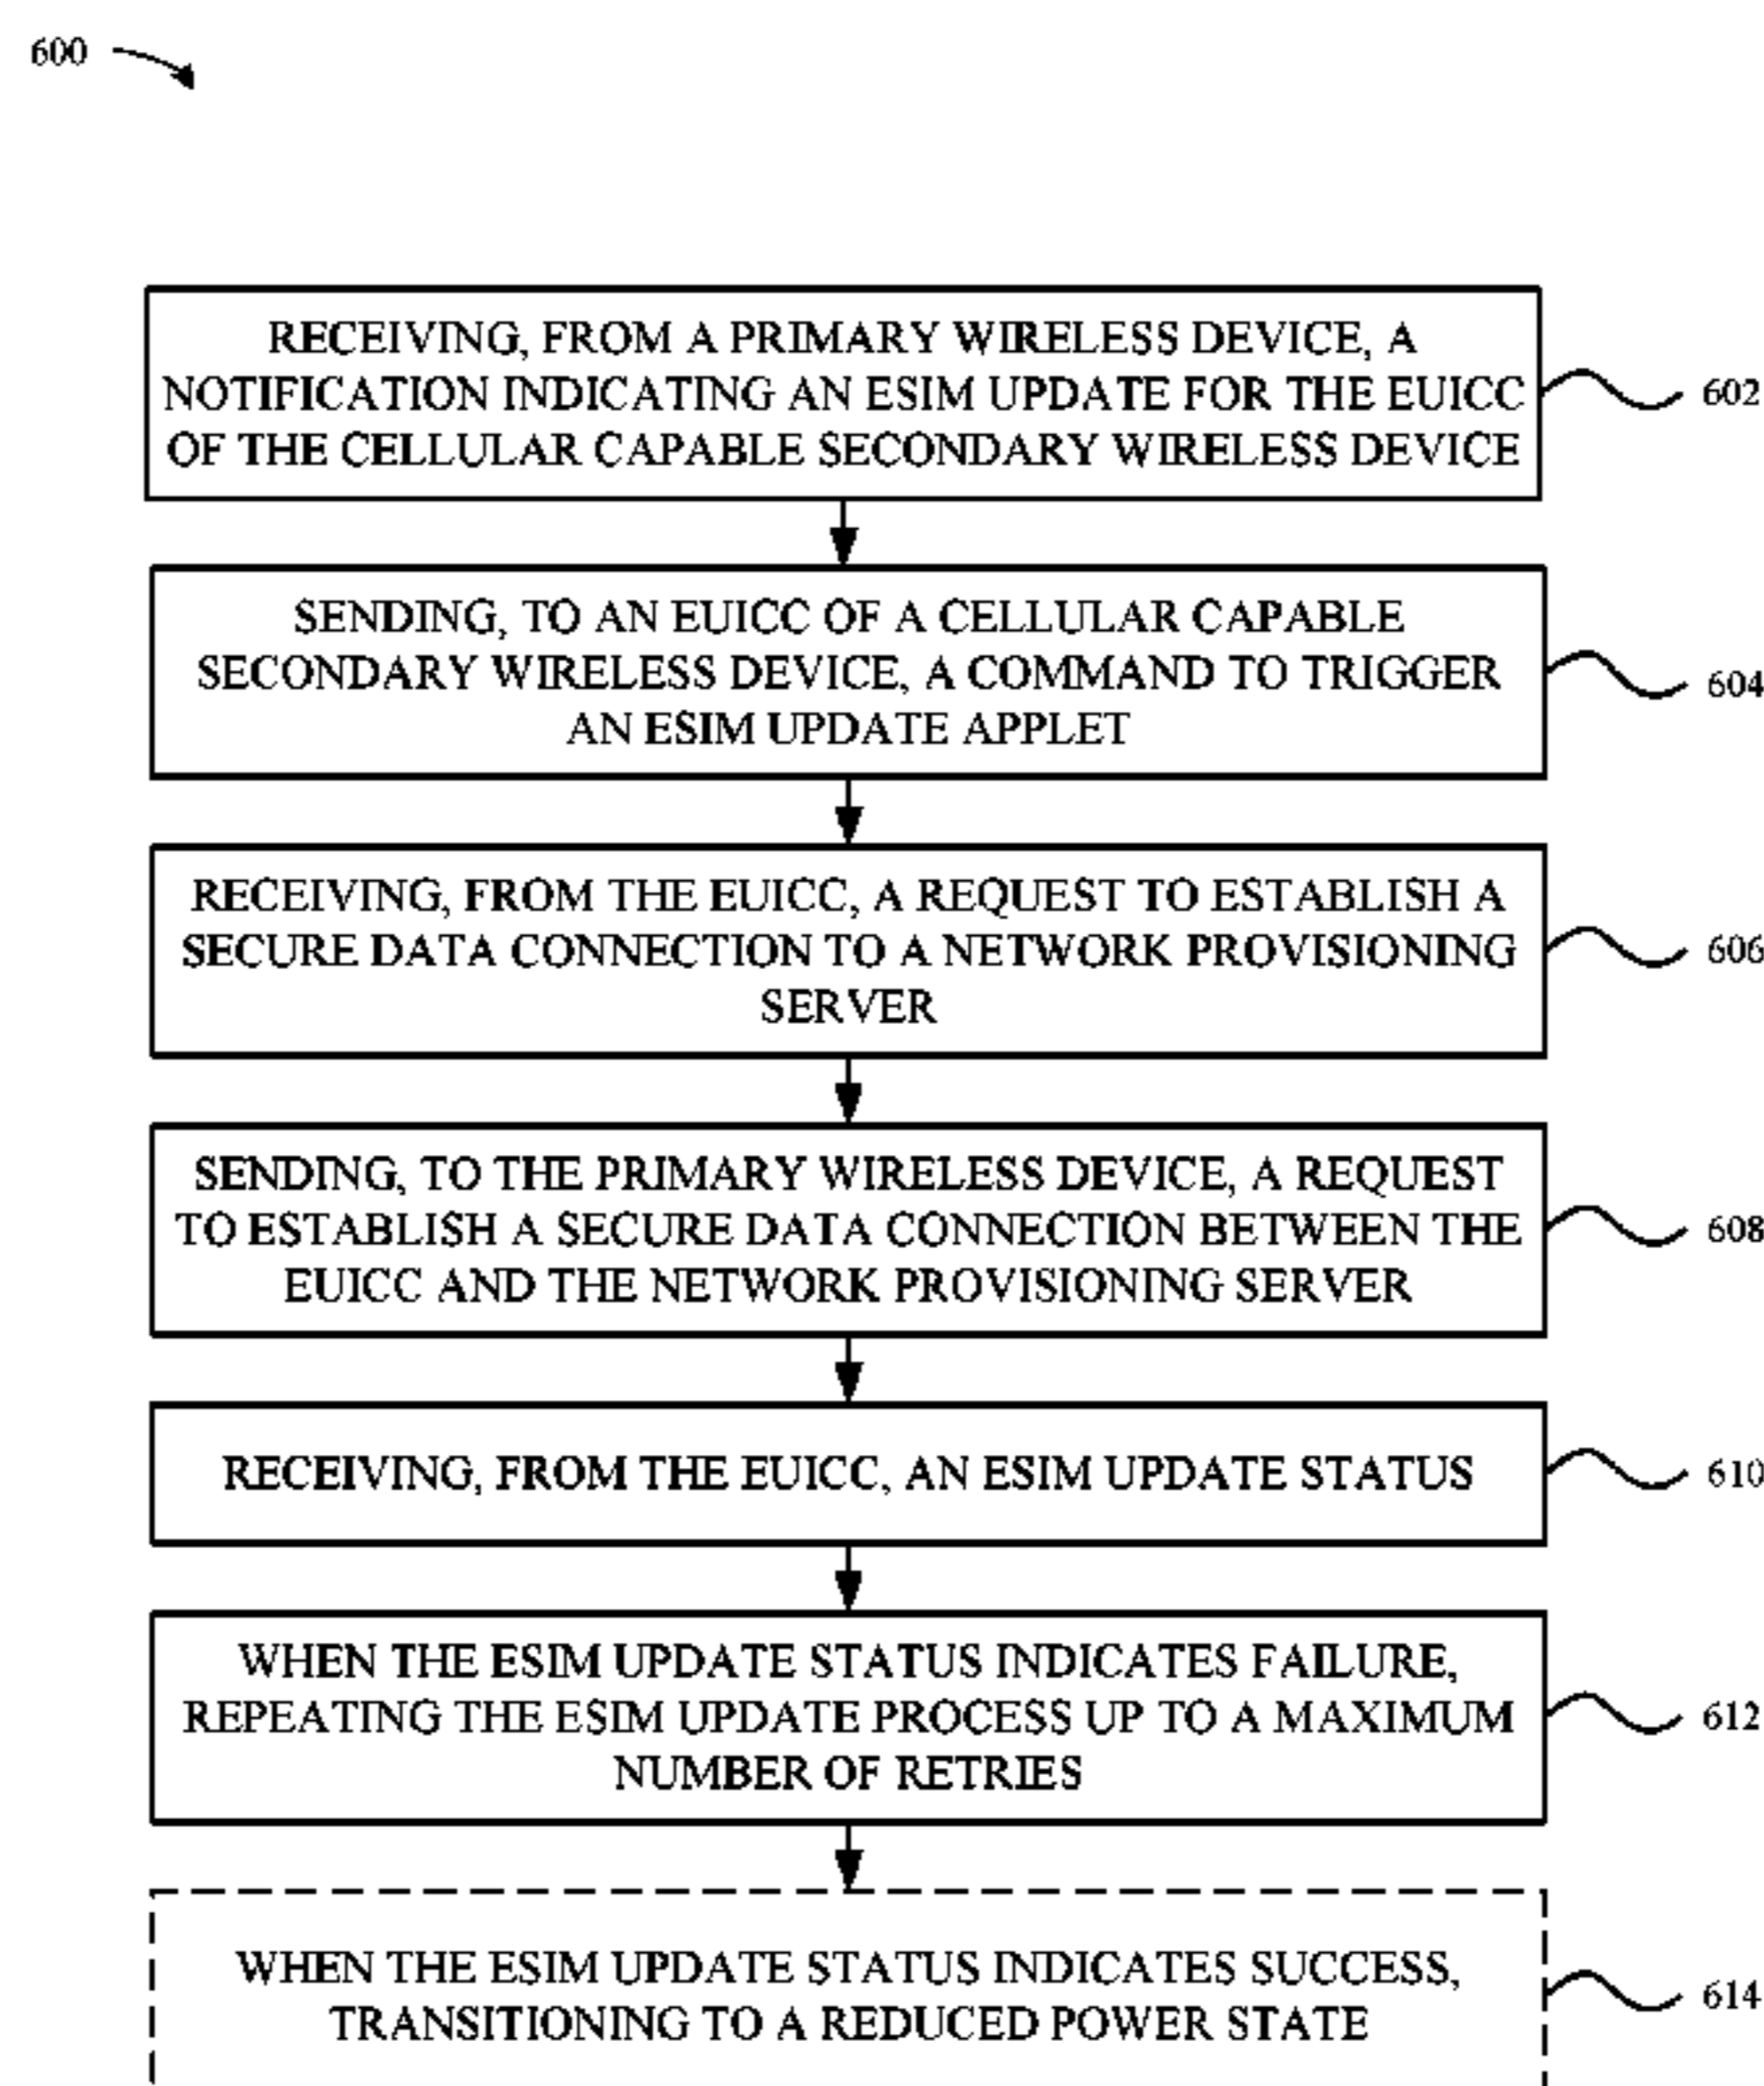 600
RECEIVING, FROM A PRIMARY WIRELESS DEVICE, A
NOTIFICATION INDICATING AN ESIM UPDATE FOR THE EUICC
OF THE CELLULAR CAPABLE SECONDARY WIRELESS DEVICE
602
SENDING, TO AN EUICC OF A CELLULAR CAPABLE
SECONDARY WIRELESS DEVICE, A COMMAND TO TRIGGER
AN ESIM UPDATE APPLET
604
RECEIVING, FROM THE EUICC, A REQUEST TO ESTABLISH A
SECURE DATA CONNECTION TO A NETWORK PROVISIONING
SERVER
606
SENDING, TO THE PRIMARY WIRELESS DEVICE, A REQUEST
TO ESTABLISH A SECURE DATA CONNECTION BETWEEN THE
EUICC AND THE NETWORK PROVISIONING SERVER
608
RECEIVING, FROM THE EUICC, AN ESIM UPDATE STATUS
610
WHEN THE ESIM UPDATE STATUS INDICATES FAILURE,
REPEATING THE ESIM UPDATE PROCESS UP TO A MAXIMUM
NUMBER OF RETRIES
612
WHEN THE ESIM UPDATE STATUS INDICATES SUCCESS,
TRANSITIONING TO A REDUCED POWER STATE
614